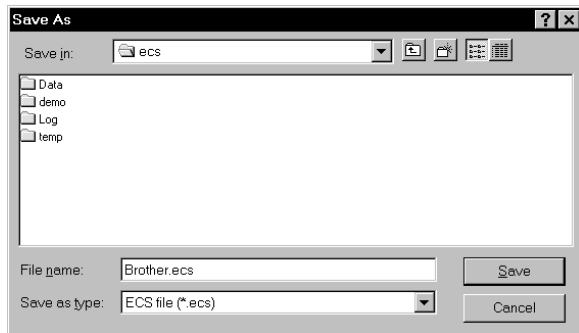 Save As
Save in: ecs
Data
demo
Log
temp
File name: Brother.ecs
Save
Save as type: ECS file (*.ecs)
Cancel